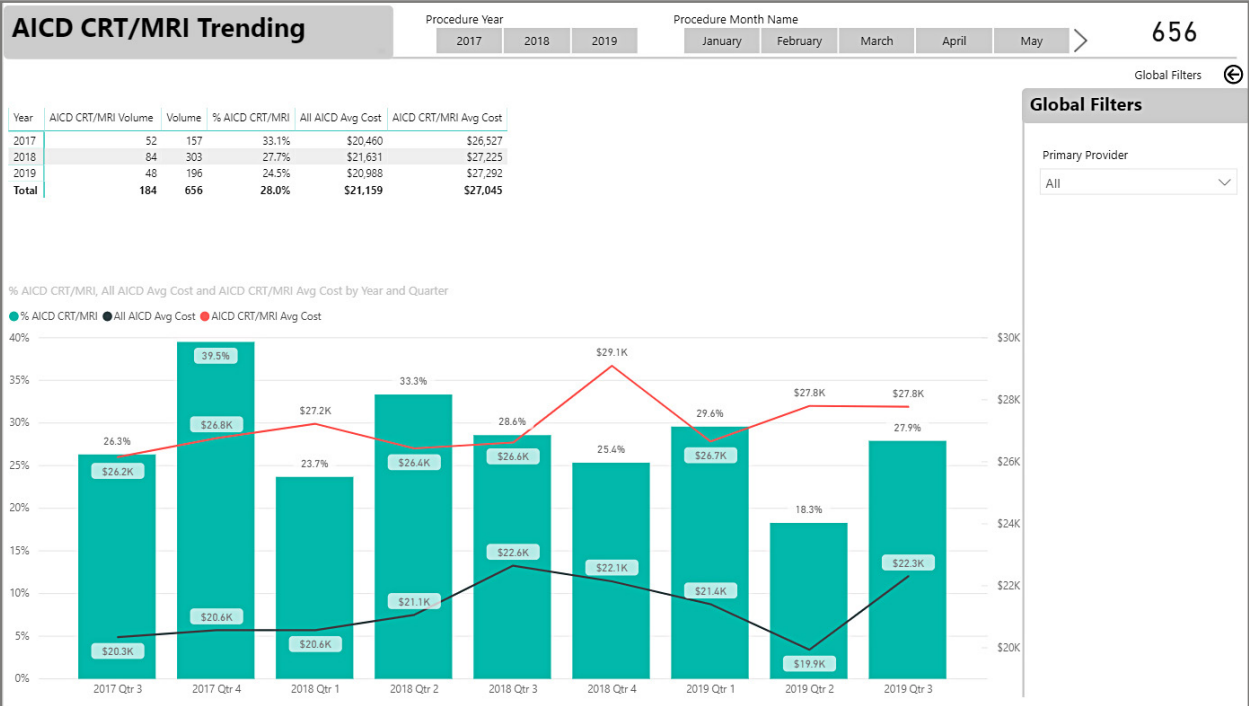 AICD CRT/MRI Trending
Procedure Year
2017 2018 2019
Procedure Month Name
January February March April May
656
Global Filters
Global Filters
Primary Provider
All
Year AICD CRT/MRI Volume Volume % AICD CRT/MRI All AICD Avg Cost AICD CRT/MRI Avg Cost
2017 52 157 33.1% $20,460 $26,527
2018 84 303 27.7% $21,631 $27,225
2019 48 196 24.5% $20,988 $27,292
Total 184 656 28.0% $21,159 $27,045
% AICD CRT/MRI, All AICD Avg Cost and AICD CRT/MRI Avg Cost by Year and Quarter
% AICD CRT/MRI All AICD Avg Cost AICD CRT/MRI Avg Cost
40%
35%
30%
25%
20%
15%
10%
5%
0%
26.3% 39.5% 23.7% 33.3% 28.6% 25.4% 29.6% 18.3% 27.9%
$26.2K $26.8K $27.2K $26.4K $26.6K $29.1K $26.7K $27.8K $27.8K
$20.3K $20.6K $20.6K $21.1K $22.6K $22.1K $21.4K $19.9K $22.3K
$30K
$28K
$26K
$24K
$22K
$20K
2017 Qtr 3 2017 Qtr 4 2018 Qtr 1 2018 Qtr 2 2018 Qtr 3 2018 Qtr 4 2019 Qtr 1 2019 Qtr 2 2019 Qtr 3